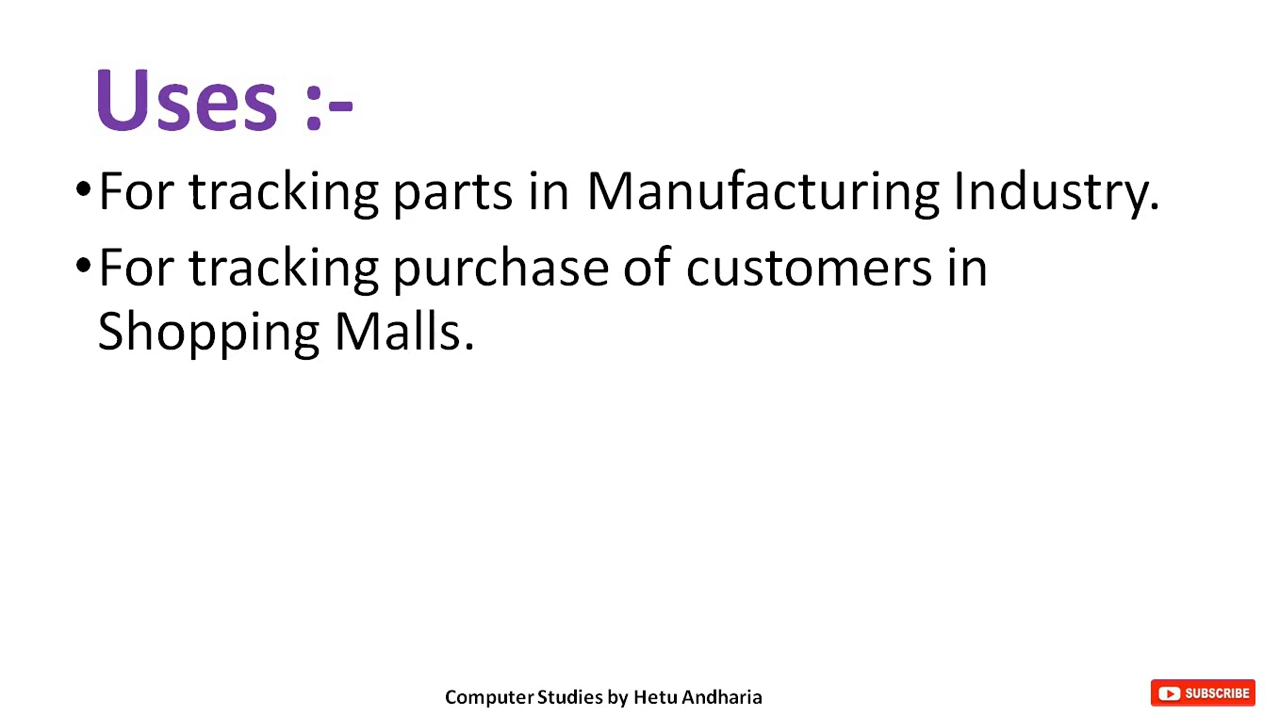 Uses :-
•For tracking parts in Manufacturing Industry.
•For tracking purchase of customers in
Shopping Malls.
Computer Studies by Hetu Andharia
SUBSCRIBE